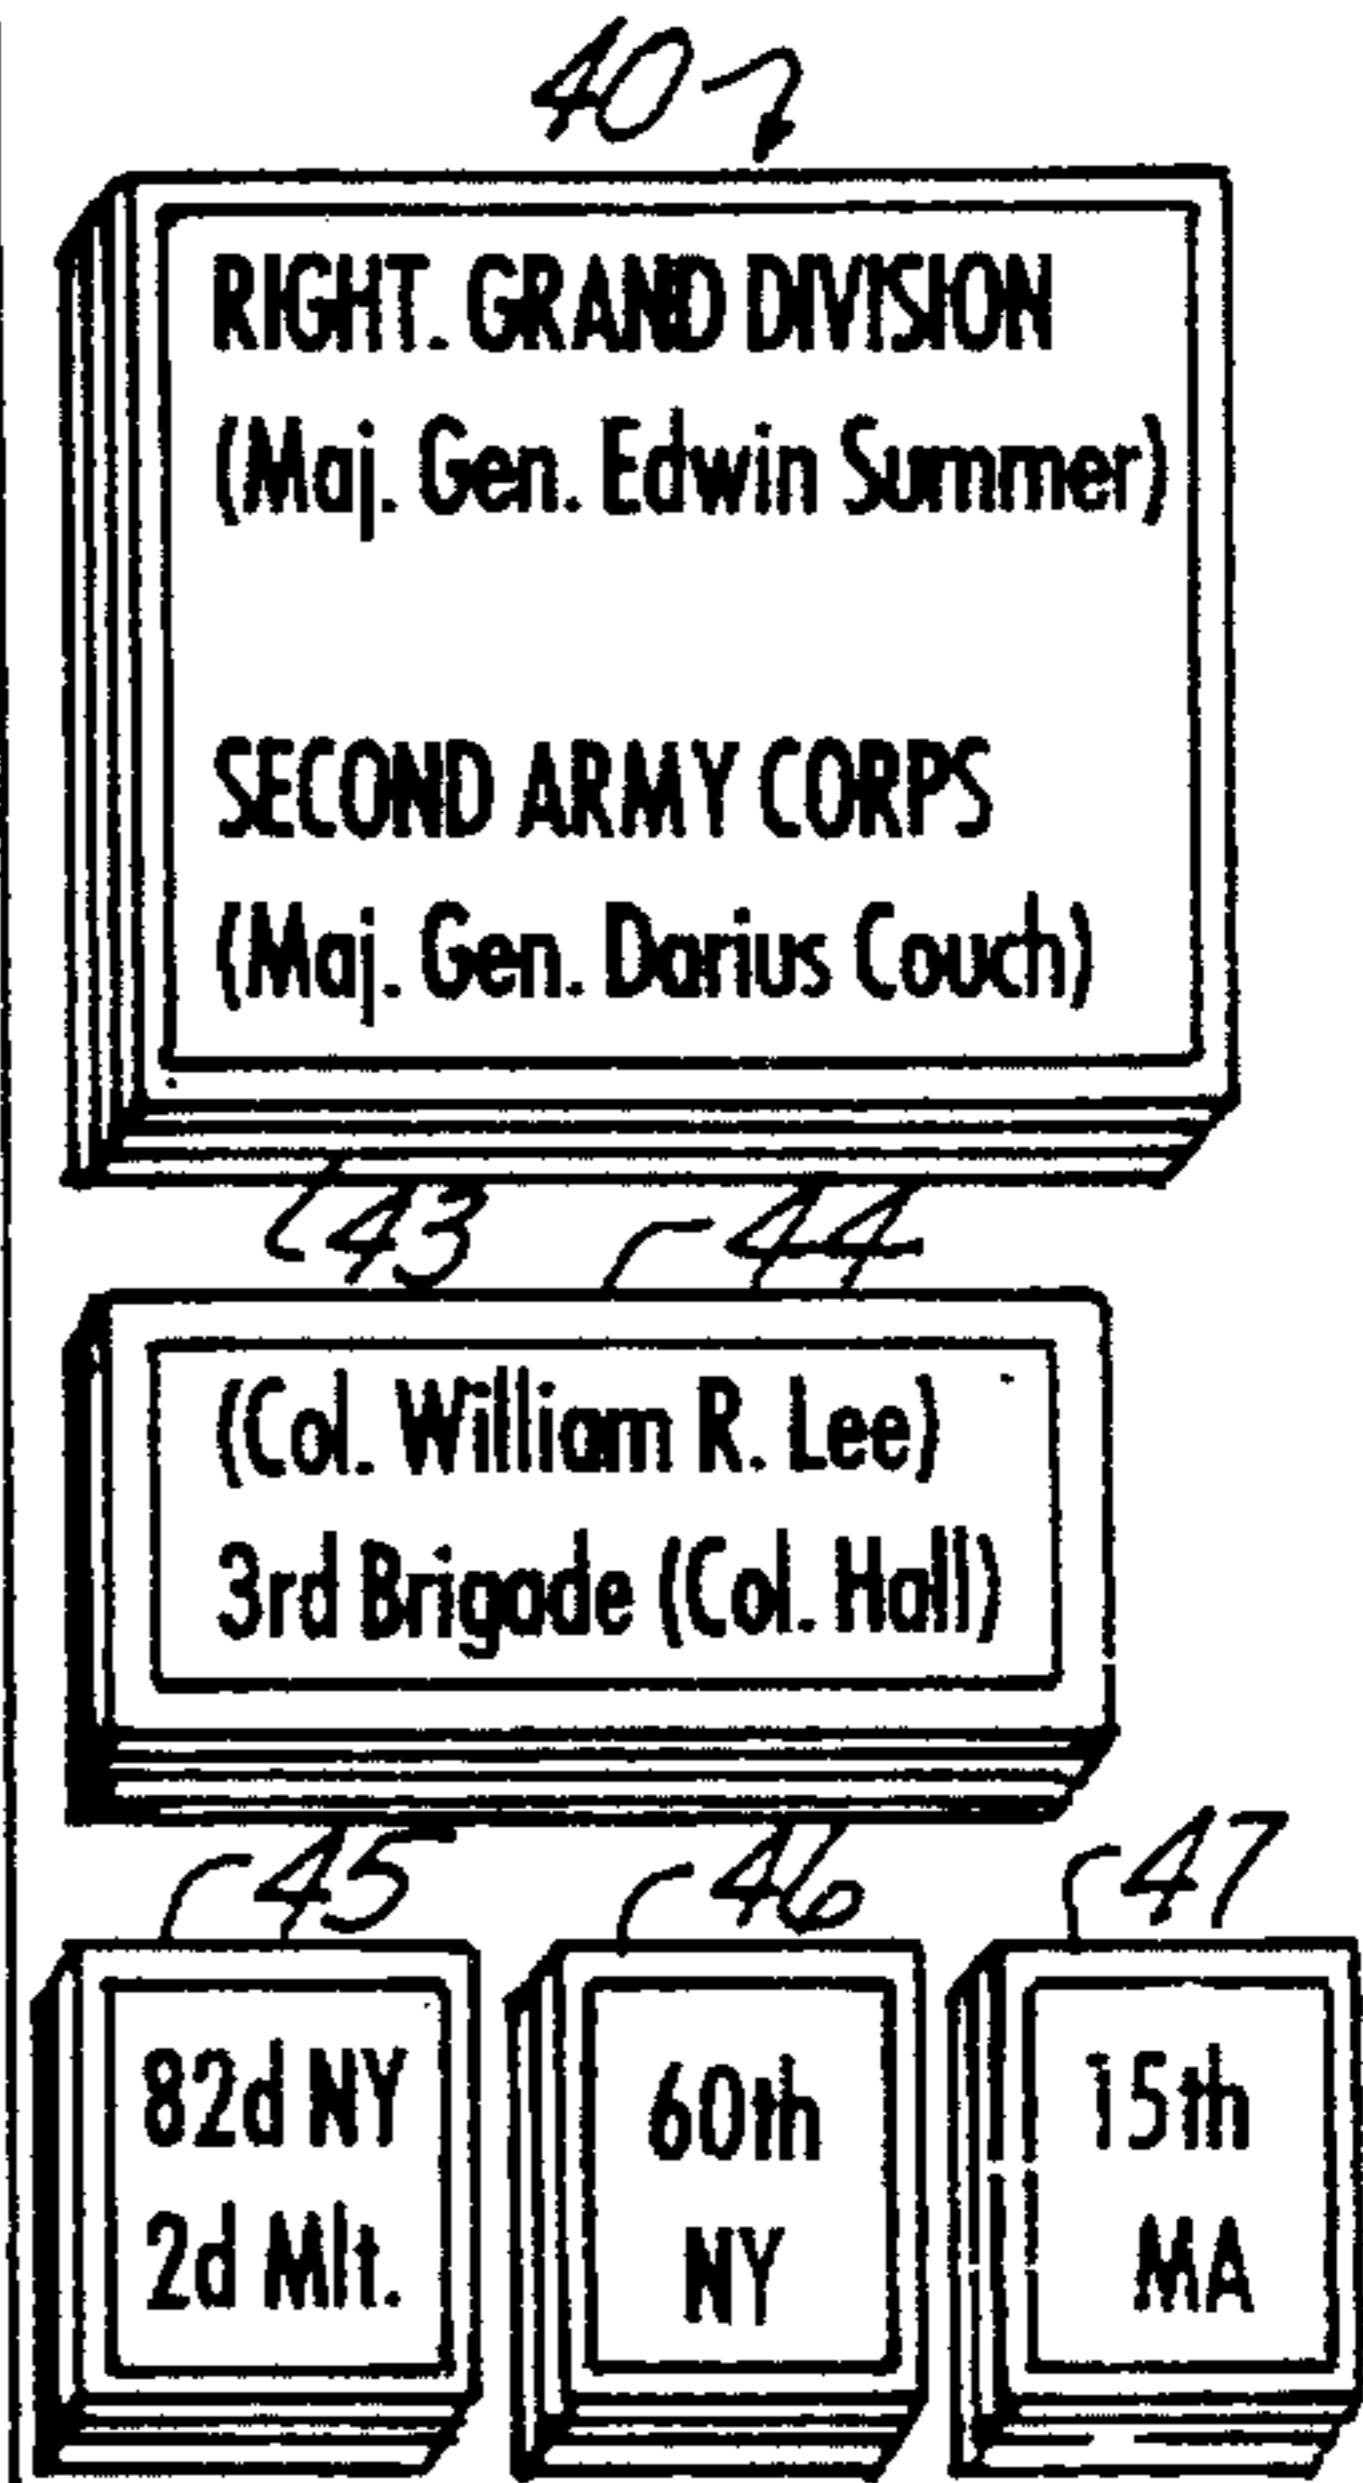 40
RIGHT. GRAND DIVISION
(Maj. Gen. Edwin Summer)
SECOND ARMY CORPS
(Maj. Gen. Darius Couch)
43 44
(Col. William R. Lee)
3rd Brigade (Col. Hall)
45 46 47
82d NY
2d Mlt.
60th
NY
15th
MA